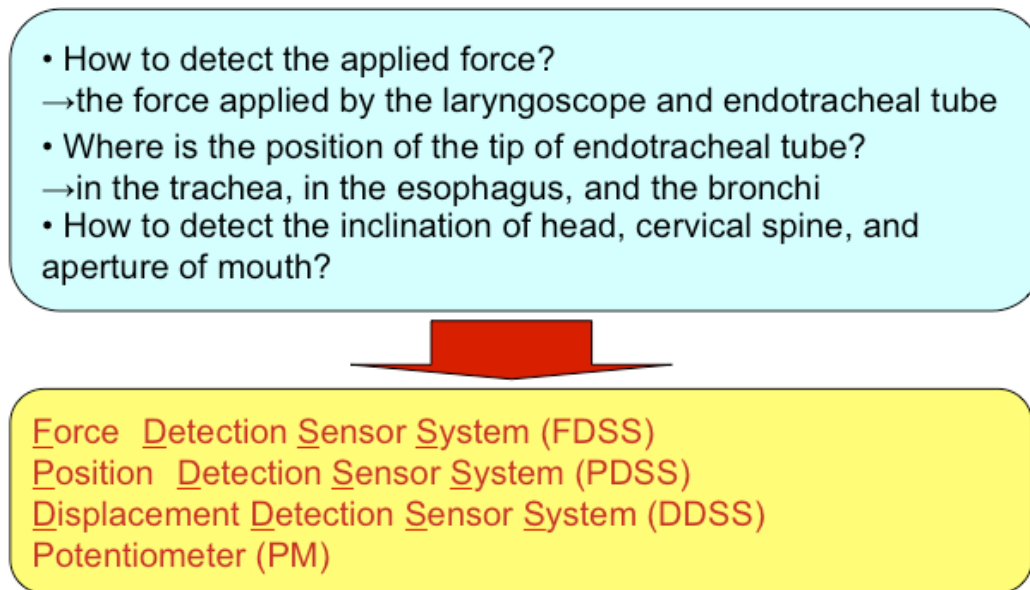 • How to detect the applied force?
→the force applied by the laryngoscope and endotracheal tube
• Where is the position of the tip of endotracheal tube?
→in the trachea, in the esophagus, and the bronchi
• How to detect the inclination of head, cervical spine, and
aperture of mouth?
Force Detection Sensor System (FDSS)
Position Detection Sensor System (PDSS)
Displacement Detection Sensor System (DDSS)
Potentiometer (PM)